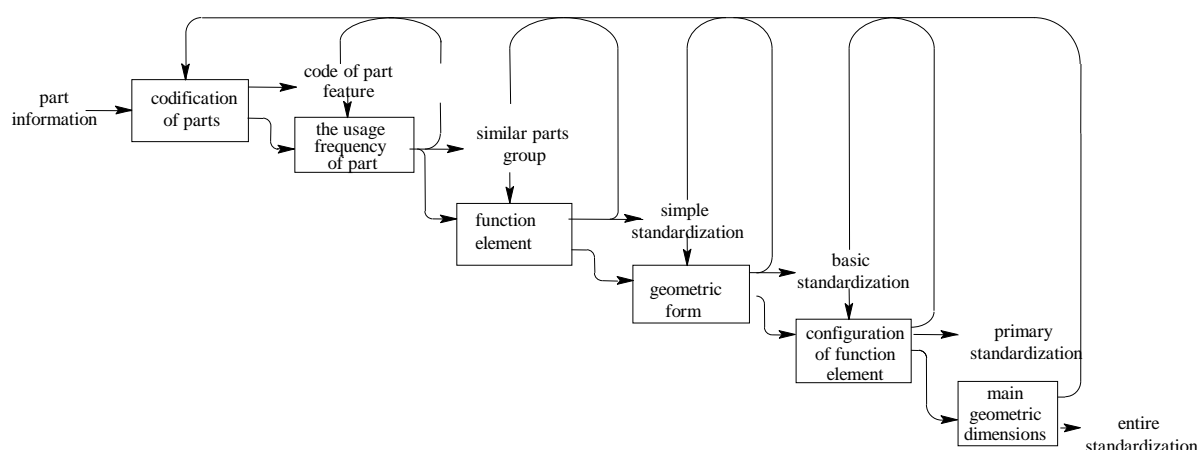 part
information
codification
of parts
code of part
feature
the usage
frequency
of part
similar parts
group
function
element
simple
standardization
geometric
form
basic
standardization
configuration
of function
element
primary
standardization
main
geometric
dimensions
entire
standardization